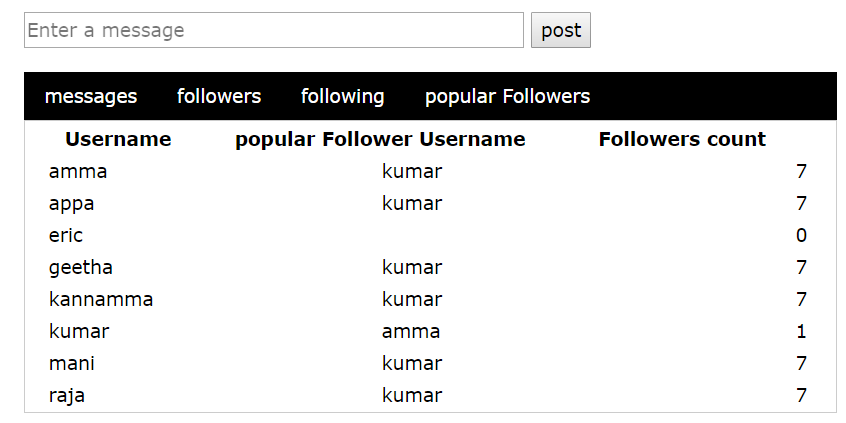 Enter a message post
messages followers following popular Followers
Username popular Follower Username Followers count
amma kumar 7
appa kumar 7
eric 0
geetha kumar 7
kannamma kumar 7
kumar amma 1
mani kumar 7
raja kumar 7